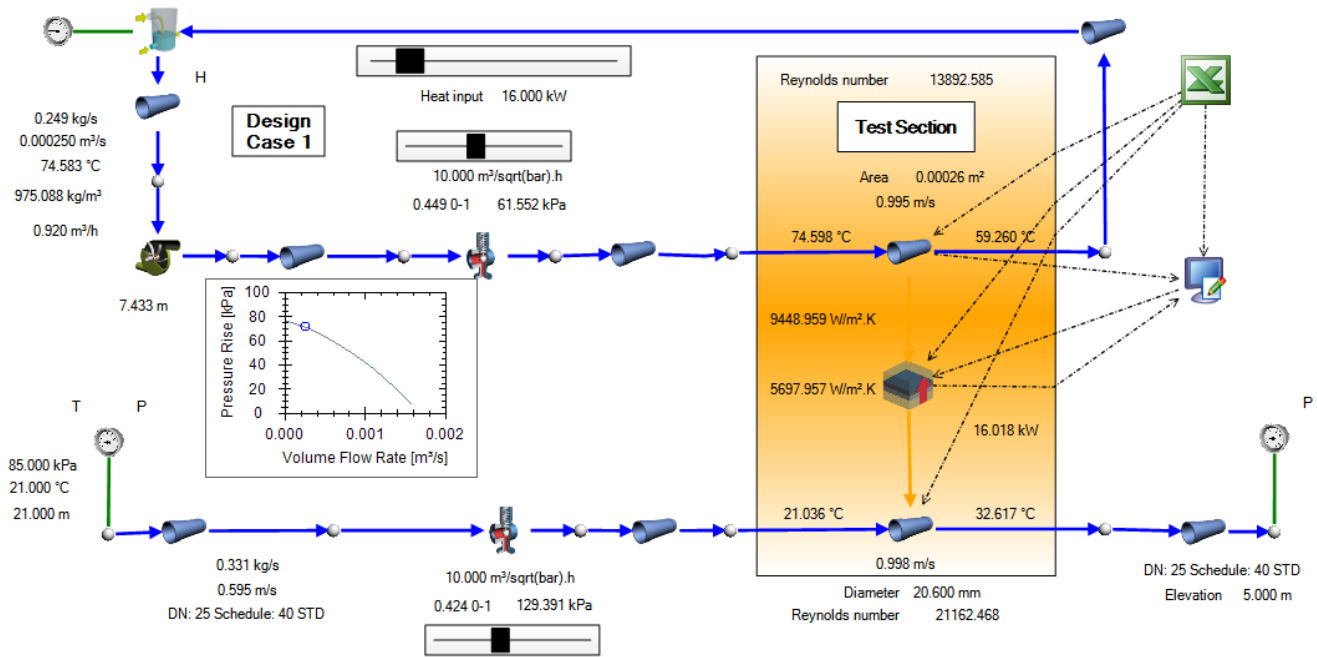 H
Heat input 16.000 kW
Reynolds number 13892.585
Design
Case 1
Test Section
0.249 kg/s
0.000250 m³/s
74.583 °C
975.088 kg/m³
0.920 m³/h
10.000 m³/sqrt(bar).h
0.449 0-1 61.552 kPa
Area 0.00026 m²
0.995 m/s
74.598 °C 59.260 °C
7.433 m
Pressure Rise [kPa]
100
80
60
40
20
0
0.000 0.001 0.002
Volume Flow Rate [m³/s]
9448.959 W/m².K
5697.957 W/m².K
16.018 kW
T P
P
85.000 kPa
21.000 °C
21.000 m
21.036 °C 32.617 °C
0.331 kg/s
0.595 m/s
DN: 25 Schedule: 40 STD
10.000 m³/sqrt(bar).h
0.424 0-1 129.391 kPa
0.998 m/s
Diameter 20.600 mm
Reynolds number 21162.468
DN: 25 Schedule: 40 STD
Elevation 5.000 m